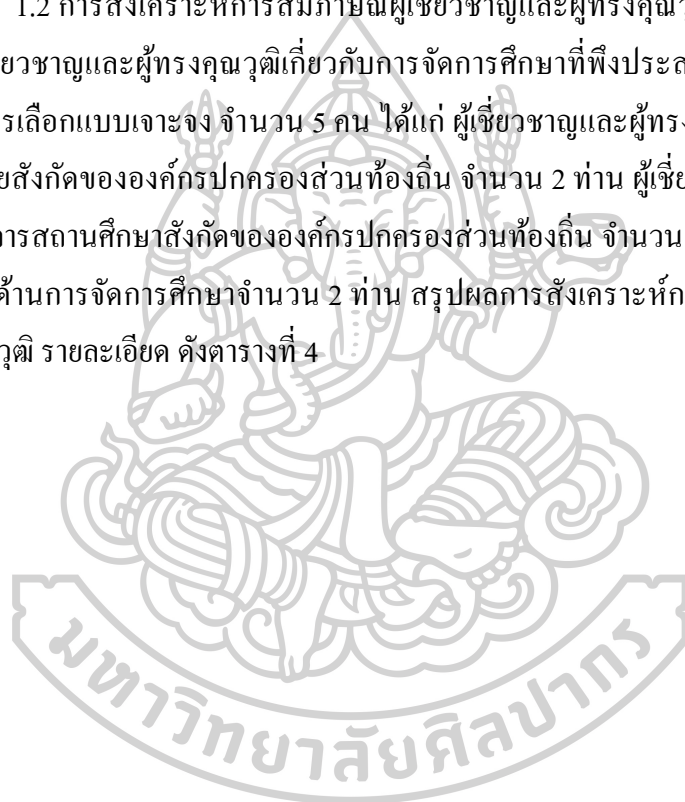 1.2 การสังเคราะห์การสัมภาษณ์ผู้เชี่ยวชาญและผู้ทรงคุณวุ
ยวชาญและผู้ทรงคุณวุฒิเกี่ยวกับการจัดการศึกษาที่พึงประส
รเลือกแบบเจาะจง จำนวน 5 คน ได้แก่ ผู้เชี่ยวชาญและผู้ทรง
ยสังกัดขององค์กรปกครองส่วนท้องถิ่น จำนวน 2 ท่าน ผู้เชี่ย
ารสถานศึกษาสังกัดขององค์กรปกครองส่วนท้องถิ่น จำนวน
ด้านการจัดการศึกษาจำนวน 2 ท่าน สรุปผลการสังเคราะห์ก
วุฒิ รายละเอียด ดังตารางที่ 4
มหาวิทยาลัยศิลปากร